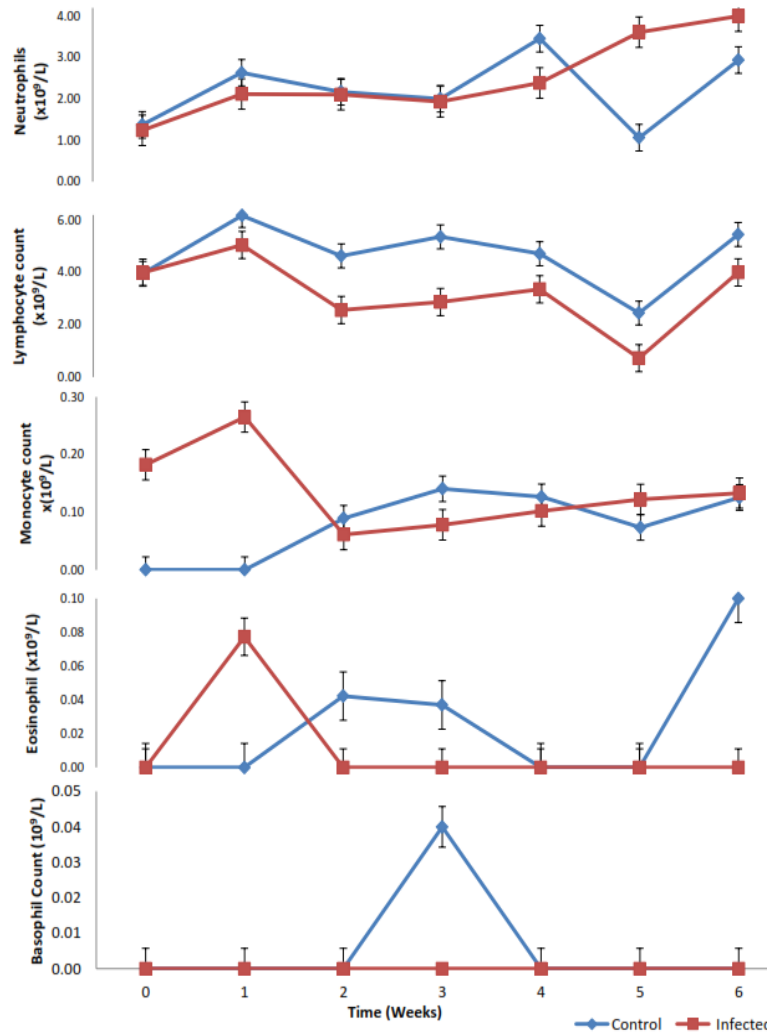 Neutrophils
(x10⁹/L)
4.00
3.00
2.00
1.00
0.00
Lymphocyte count
(x10⁹/L)
6.00
4.00
2.00
0.00
Monocyte count
x(10⁹/L)
0.30
0.20
0.10
0.00
Eosinophil (x10⁹/L)
0.10
0.08
0.06
0.04
0.02
0.00
Basophil Count (10⁹/L)
0.05
0.04
0.03
0.02
0.01
0.00
0 1 2 3 4 5 6
Time (Weeks)
Control Infected